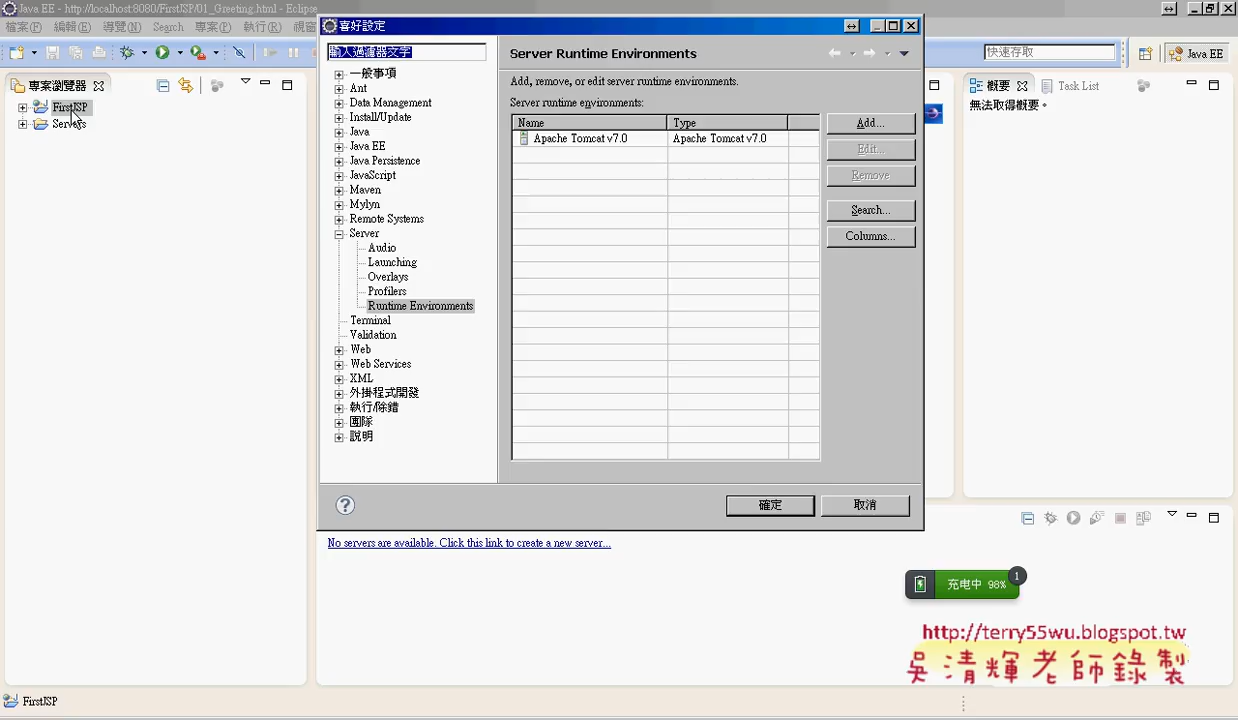 Java EE - http://localhost:8080/FirstJSP/01_Greeting.html - Eclipse
檔案(F) 編輯(E) 導覽(N) Search 專案(P) 執行(R) 視窗
快速存取
Java EE
專案瀏覽器
FirstJSP
Servers
喜好設定
輸入過濾器文字
一般事項
Ant
Data Management
Install/Update
Java
Java EE
Java Persistence
JavaScript
Maven
Mylyn
Remote Systems
Server
Audio
Launching
Overlays
Profilers
Runtime Environments
Terminal
Validation
Web
Web Services
XML
外掛程式開發
執行/除錯
團隊
說明
Server Runtime Environments
Add, remove, or edit server runtime environments.
Server runtime environments:
Name Type
Apache Tomcat v7.0 Apache Tomcat v7.0
Add...
Edit...
Remove
Search...
Columns...
確定 取消
概要 Task List
無法取得概要。
No servers are available. Click this link to create a new server...
充电中 98% 1
http://terry55wu.blogspot.tw
吳清輝老師錄製
FirstJSP